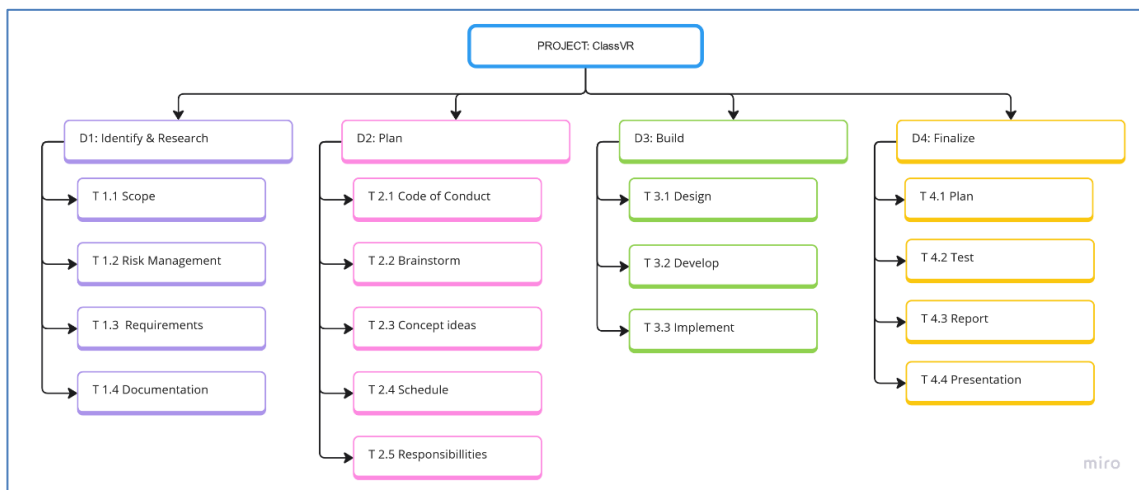 PROJECT: ClassVR
D1: Identify & Research
T 1.1 Scope
T 1.2 Risk Management
T 1.3 Requirements
T 1.4 Documentation
D2: Plan
T 2.1 Code of Conduct
T 2.2 Brainstorm
T 2.3 Concept ideas
T 2.4 Schedule
T 2.5 Responsibillities
D3: Build
T 3.1 Design
T 3.2 Develop
T 3.3 Implement
D4: Finalize
T 4.1 Plan
T 4.2 Test
T 4.3 Report
T 4.4 Presentation
miro